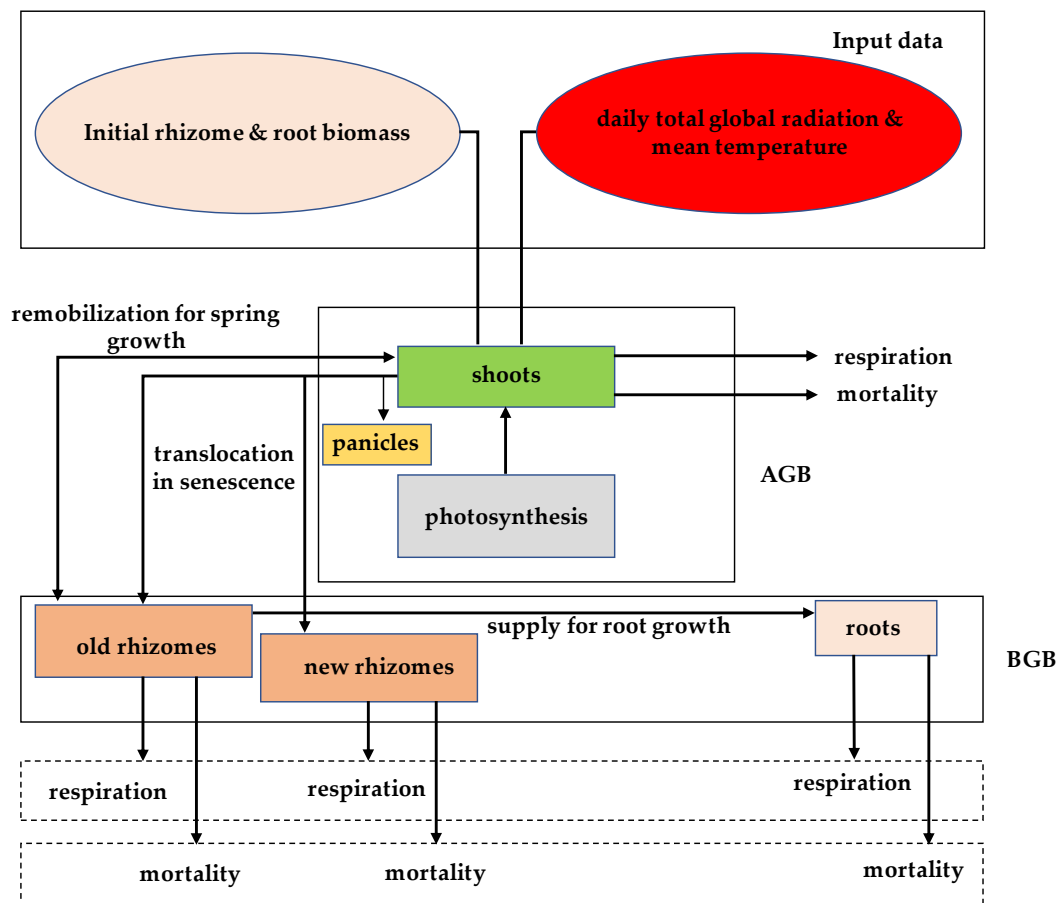 Input data
Initial rhizome & root biomass
daily total global radiation &
mean temperature
remobilization for spring
growth
shoots
respiration
mortality
panicles
translocation
in senescence
AGB
photosynthesis
old rhizomes
supply for root growth
roots
new rhizomes
BGB
respiration
respiration
respiration
mortality
mortality
mortality